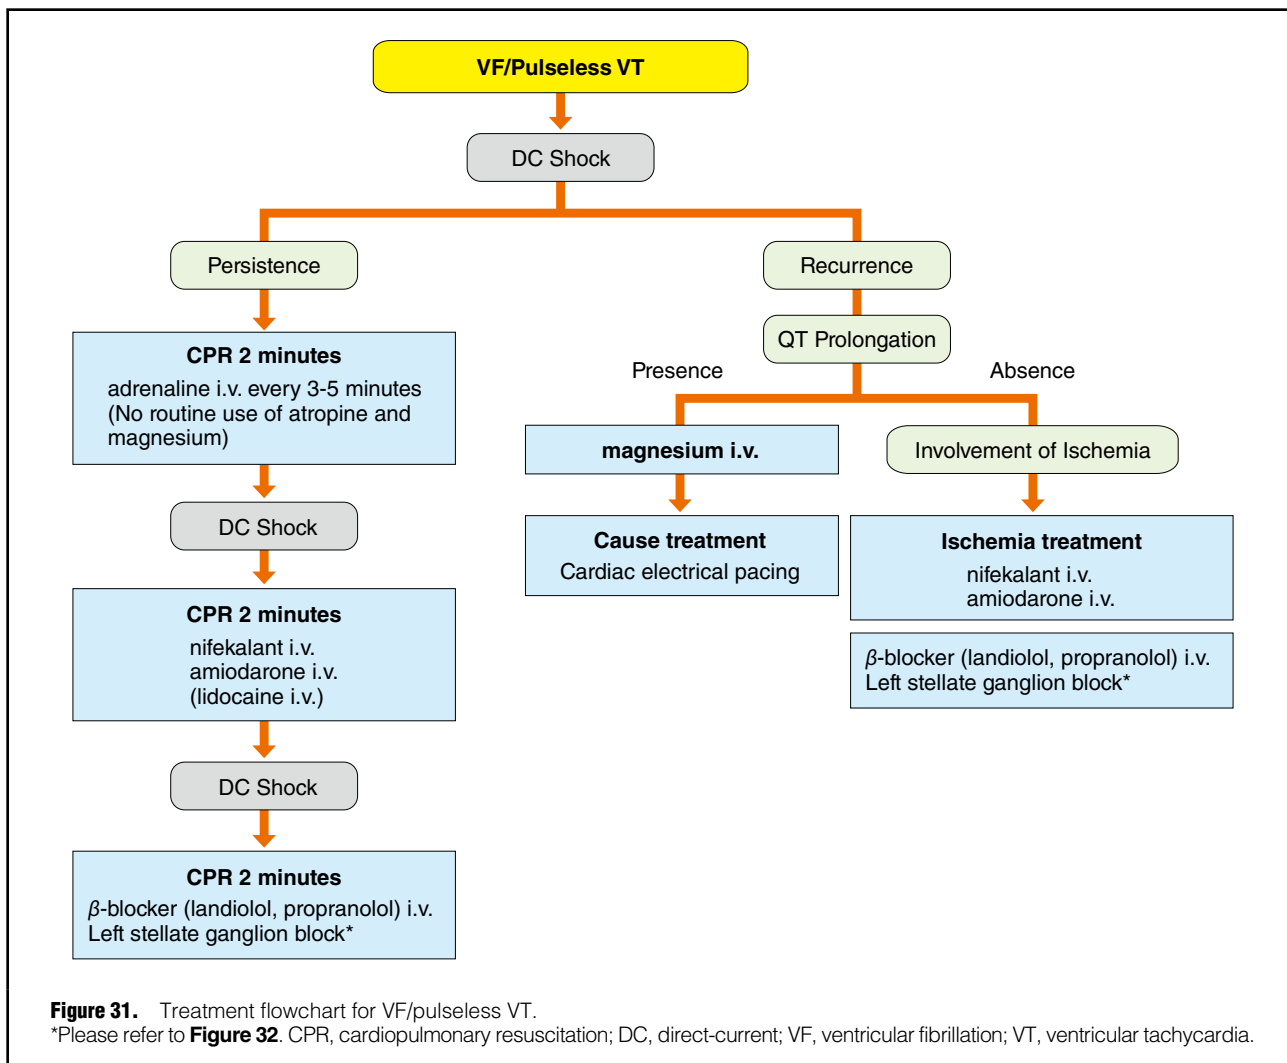 VF/Pulseless VT
DC Shock
Persistence
CPR 2 minutes
adrenaline i.v. every 3-5 minutes
(No routine use of atropine and
magnesium)
DC Shock
CPR 2 minutes
nifekalant i.v.
amiodarone i.v.
(lidocaine i.v.)
DC Shock
CPR 2 minutes
β-blocker (landiolol, propranolol) i.v.
Left stellate ganglion block*
Recurrence
QT Prolongation
Presence
Absence
magnesium i.v.
Cause treatment
Cardiac electrical pacing
Involvement of Ischemia
Ischemia treatment
nifekalant i.v.
amiodarone i.v.
β-blocker (landiolol, propranolol) i.v.
Left stellate ganglion block*
Figure 31. Treatment flowchart for VF/pulseless VT.
*Please refer to Figure 32. CPR, cardiopulmonary resuscitation; DC, direct-current; VF, ventricular fibrillation; VT, ventricular tachycardia.